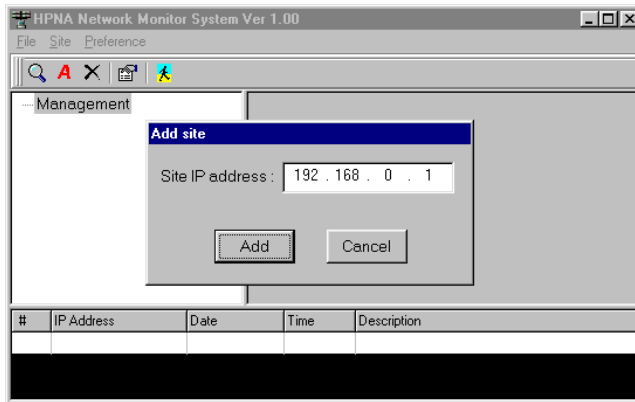 HPNA Network Monitor System Ver 1.00
File Site Preference
A
Management
Add site
Site IP address : 192 . 168 . 0 . 1
Add Cancel
# IP Address Date Time Description